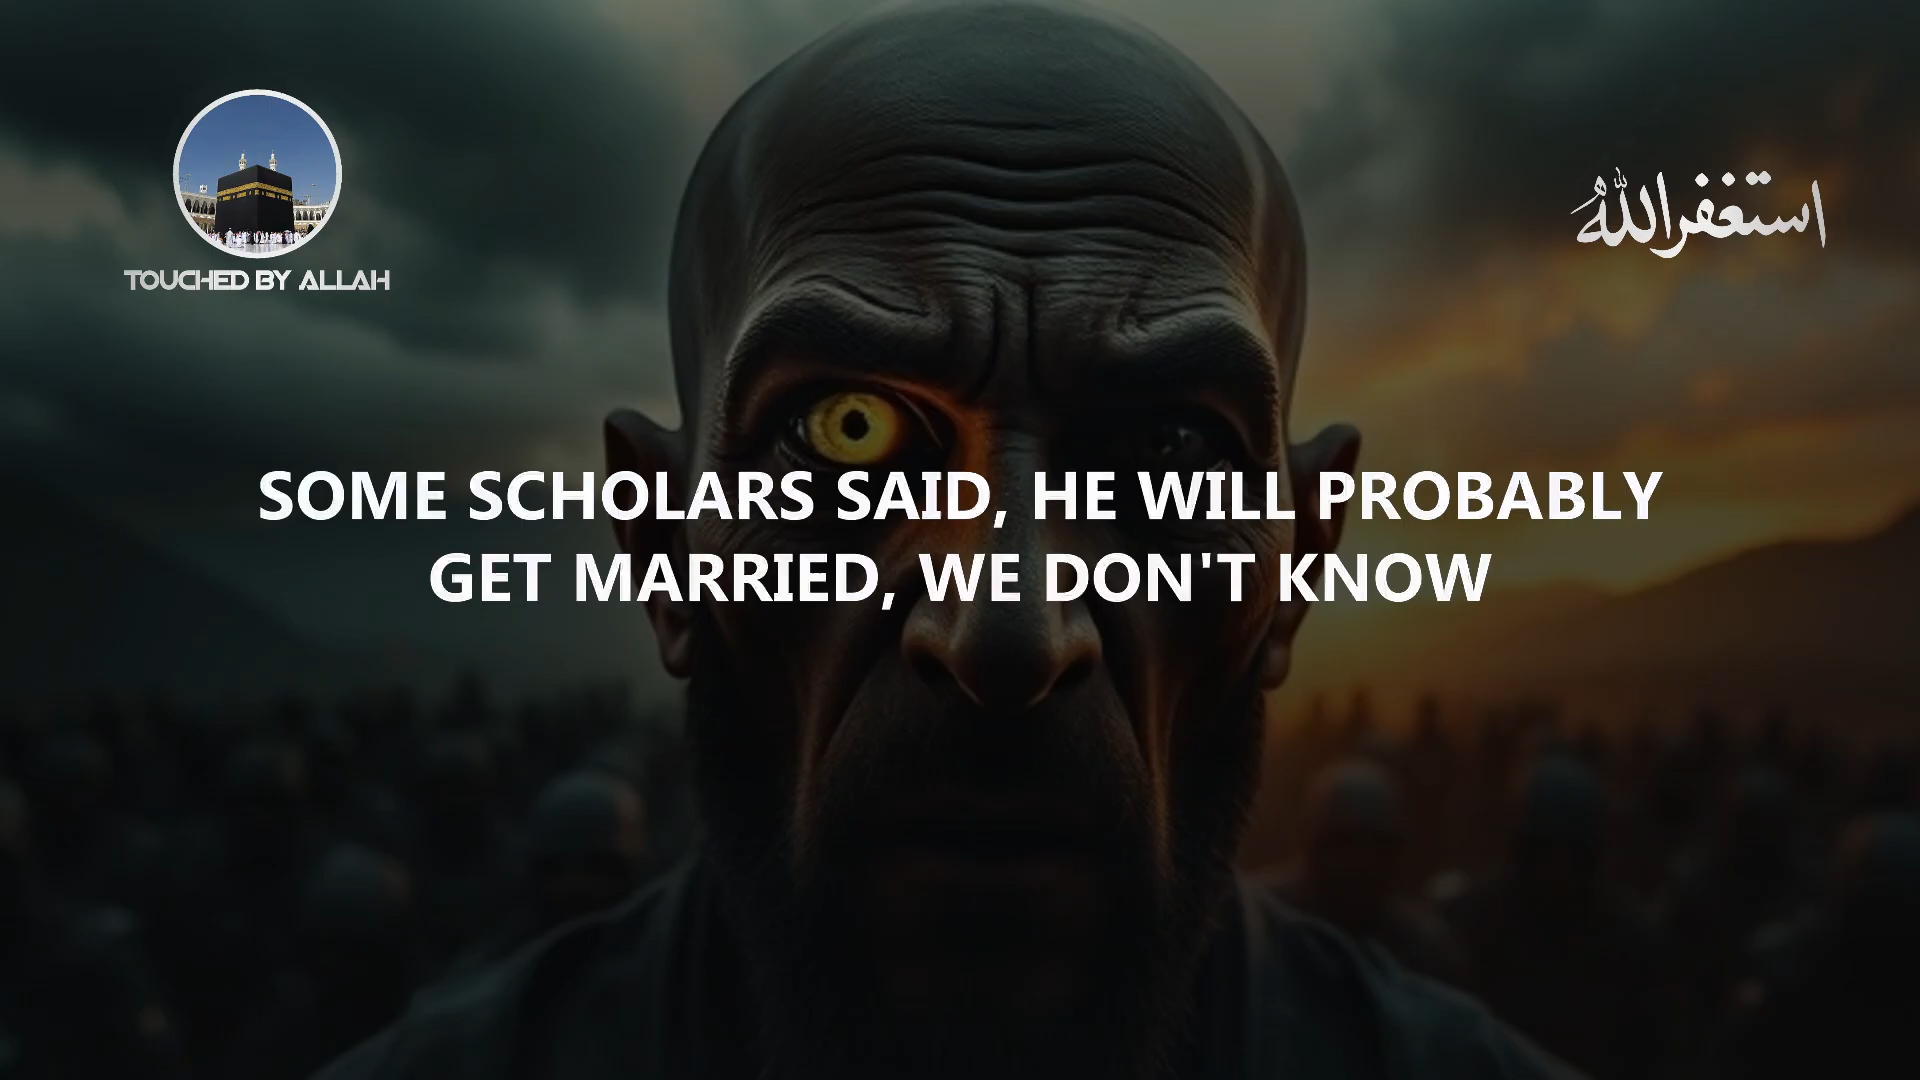 TOUCHED BY ALLAH
استغفرالله
SOME SCHOLARS SAID, HE WILL PROBABLY
GET MARRIED, WE DON'T KNOW